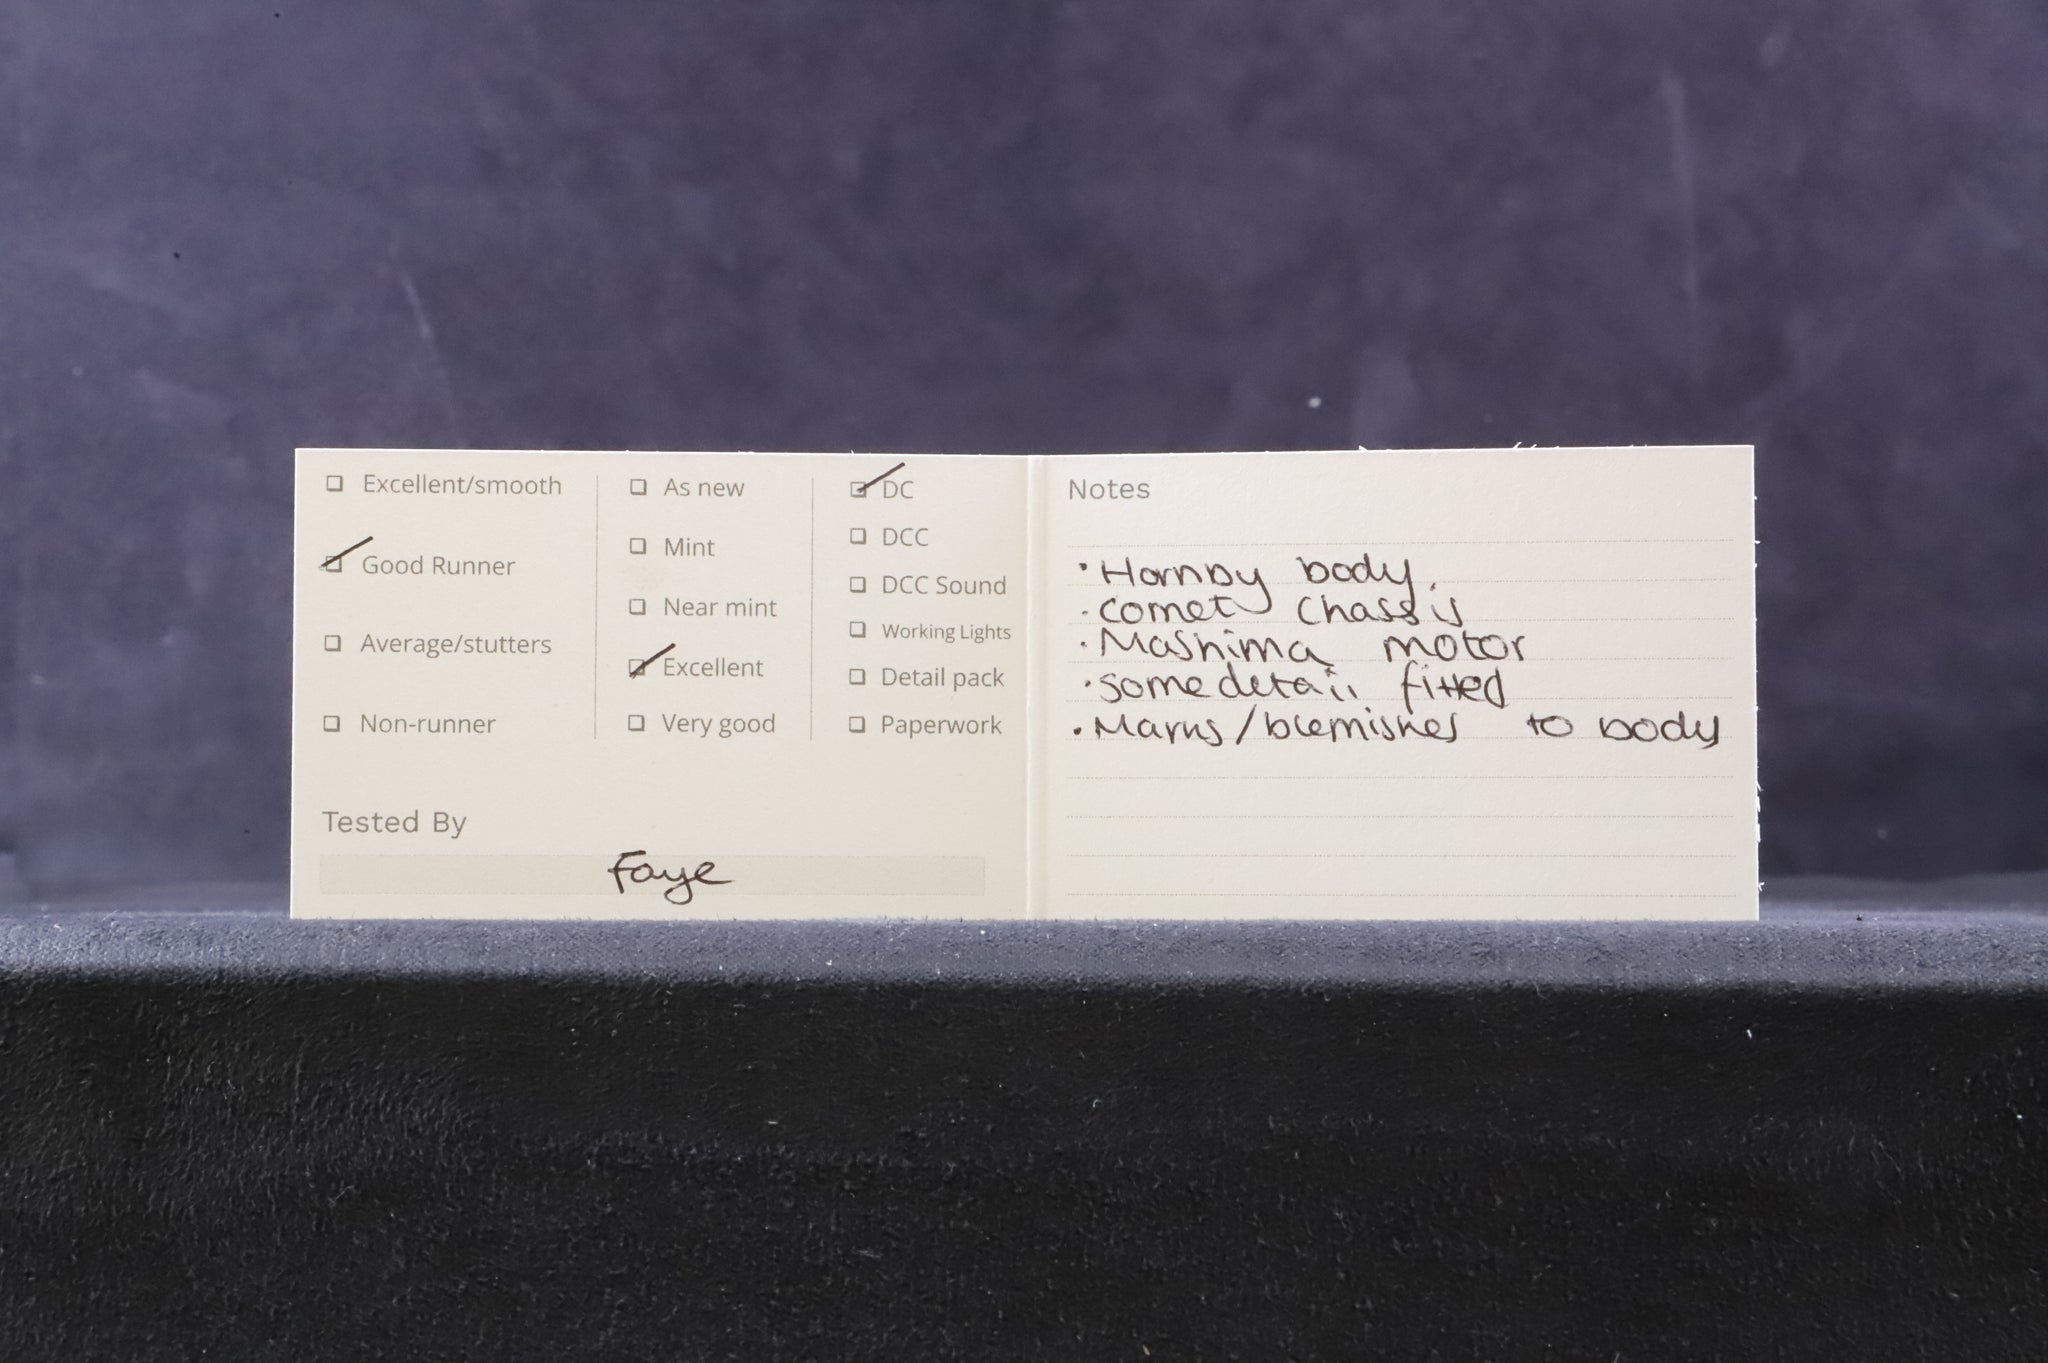 Excellent/smooth
Good Runner
Average/stutters
Non-runner
As new
Mint
Near mint
Excellent
Very good
DC
DCC
DCC Sound
Working Lights
Detail pack
Paperwork
Tested By
Faye
Notes
• Hornby body.
• Comet Chassis
• Mashima motor
• some detail fitted
• Marks/blemishes to body